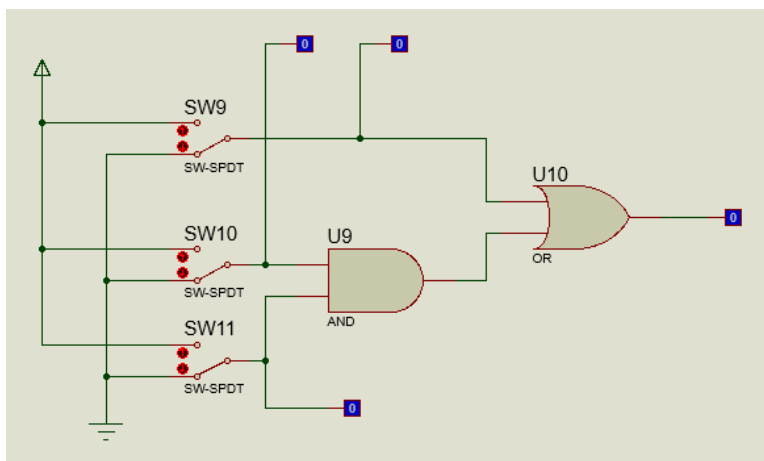 0 0
SW9
SW-SPDT
U10
SW10
U9
0
OR
SW-SPDT
SW11
AND
SW-SPDT
0